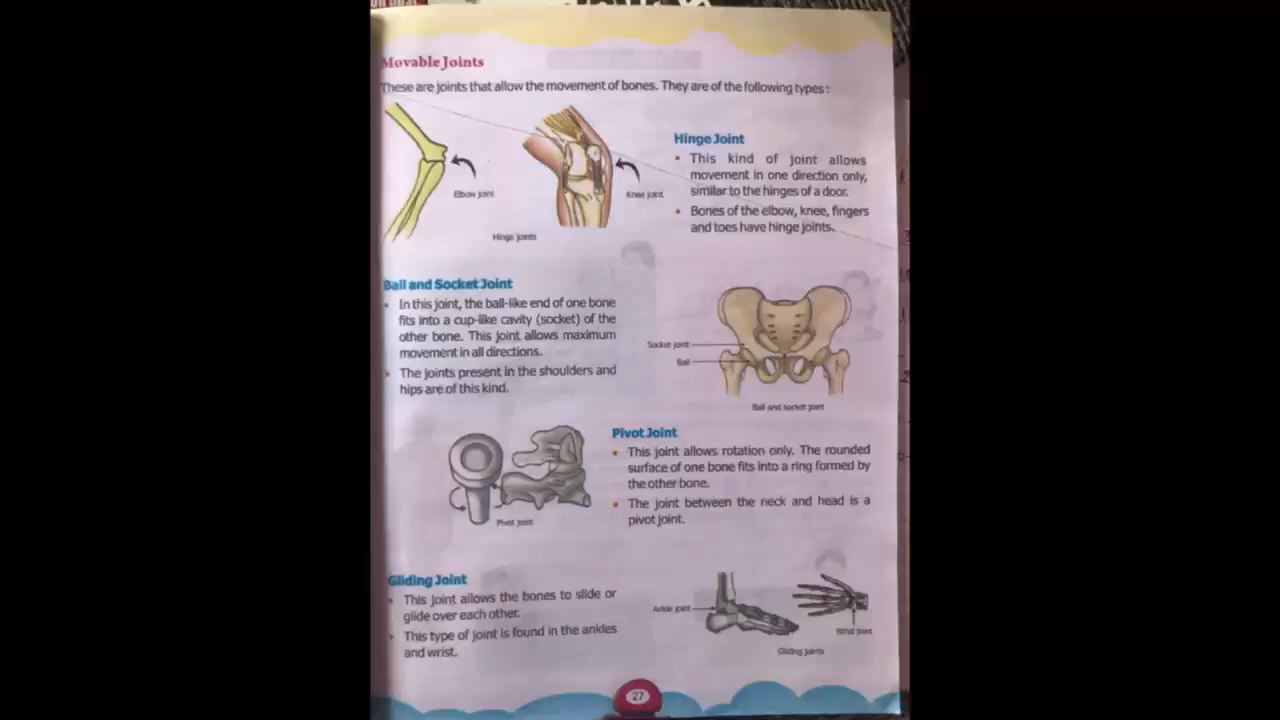 Movable Joints
These are joints that allow the movement of bones. They are of the following types:
Elbow joint
Knee joint
Hinge joints
Hinge Joint
• This kind of joint allows
movement in one direction only,
similar to the hinges of a door.
• Bones of the elbow, knee, fingers
and toes have hinge joints.
Ball and Socket Joint
• In this joint, the ball-like end of one bone
fits into a cup-like cavity (socket) of the
other bone. This joint allows maximum
movement in all directions.
• The joints present in the shoulders and
hips are of this kind.
Socket joint
Ball
Ball and socket joint
Pivot joint
Pivot Joint
• This joint allows rotation only. The rounded
surface of one bone fits into a ring formed by
the other bone.
• The joint between the neck and head is a
pivot joint.
Gliding Joint
• This joint allows the bones to slide or
glide over each other.
• This type of joint is found in the ankles
and wrist.
Ankle joint
Wrist joint
Gliding joints
27